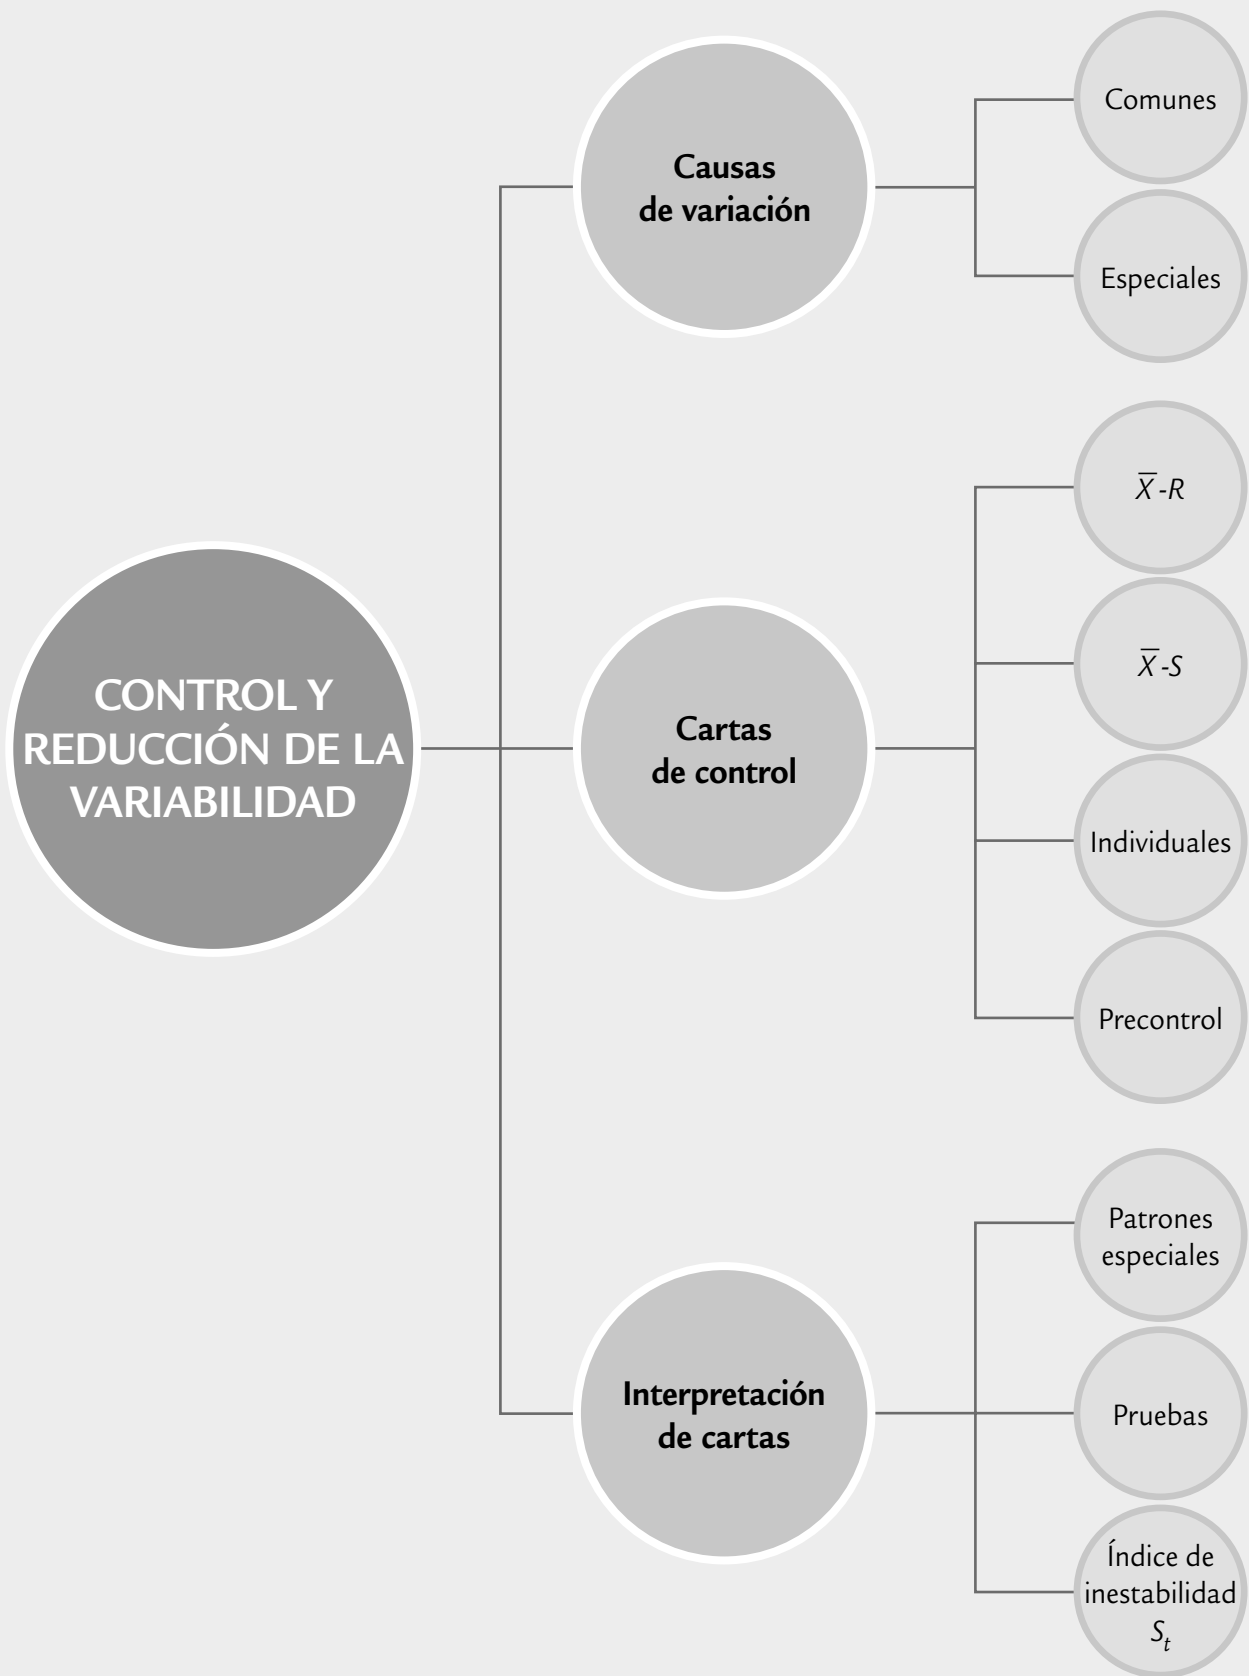 CONTROL Y
REDUCCIÓN DE LA
VARIABILIDAD
Causas
de variación
Comunes
Especiales
Cartas
de control
X̅-R
X̅-S
Individuales
Precontrol
Interpretación
de cartas
Patrones
especiales
Pruebas
Índice de
inestabilidad
Sₜ